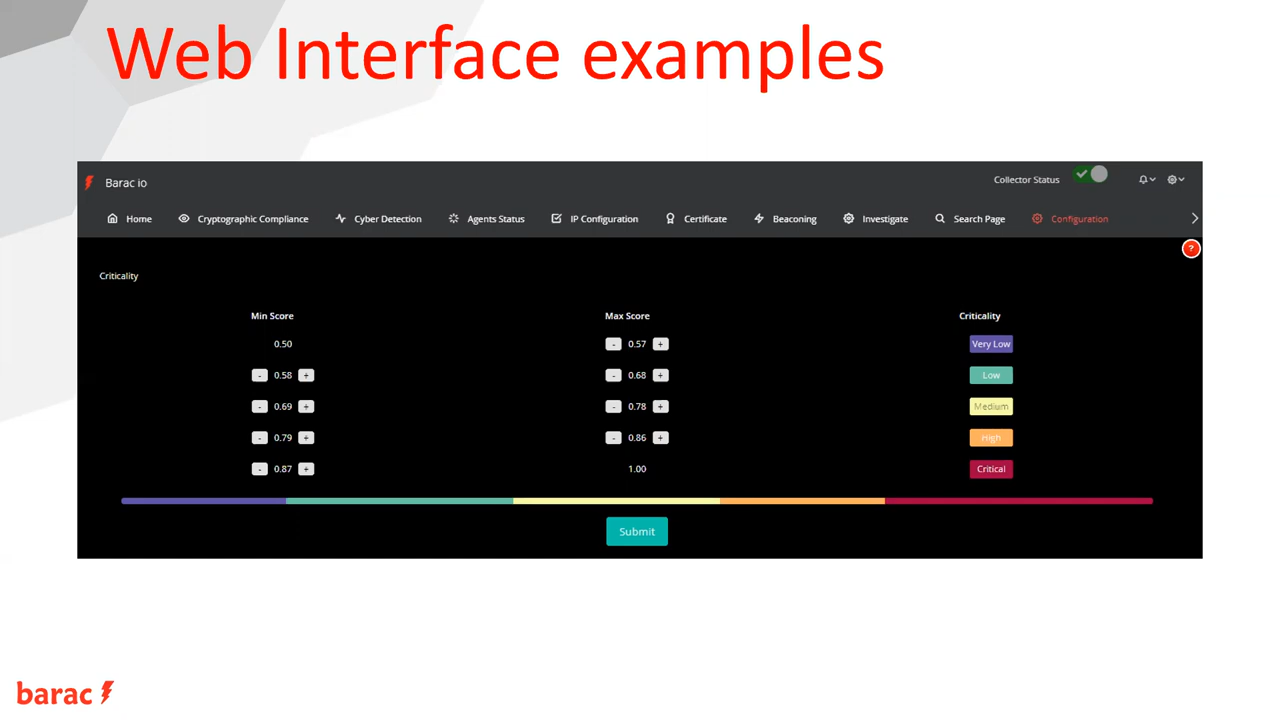 Web Interface examples
Barac io
Collector Status
Home Cryptographic Compliance Cyber Detection Agents Status IP Configuration Certificate Beaconing Investigate Search Page Configuration
?
Criticality
Min Score Max Score Criticality
0.50 - 0.57 + Very Low
- 0.58 + - 0.68 + Low
- 0.69 + - 0.78 + Medium
- 0.79 + - 0.86 + High
- 0.87 + 1.00 Critical
Submit
barac